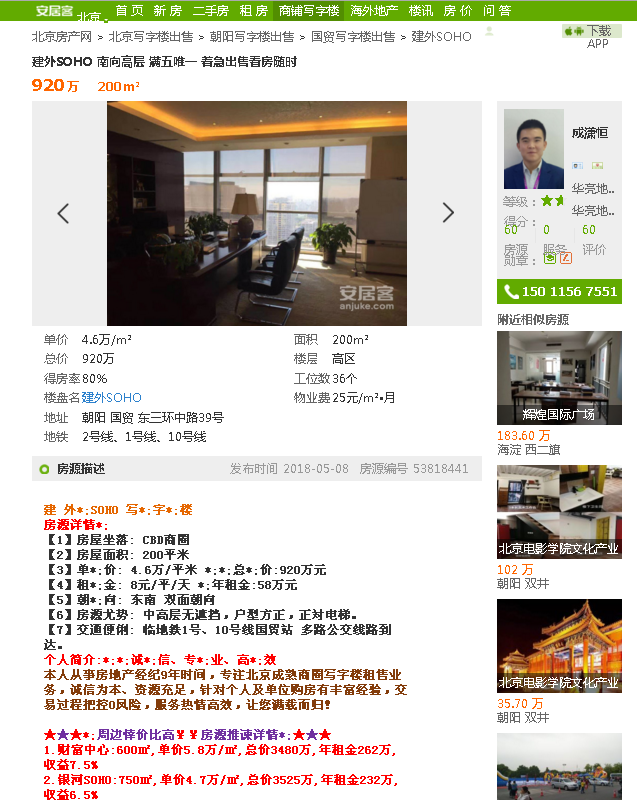 安居客 北京 首页 新房 二手房 租房 商铺写字楼 海外地产 楼讯 房价 问答
北京房产网 > 北京写字楼出售 > 朝阳写字楼出售 > 国贸写字楼出售 > 建外SOHO
下载
APP
建外SOHO 南向高层 满五唯一 着急出售看房随时
920万 200m²
安居客
anjuke.com
单价 4.6万/m² 面积 200m²
总价 920万 楼层 高区
得房率80% 工位数36个
楼盘名建外SOHO 物业费25元/m²•月
地址 朝阳 国贸 东三环中路39号
地铁 2号线、1号线、10号线
房源描述 发布时间 2018-05-08 房源编号 53818441
建 外*;SOHO 写*;字*;楼
房源详情*;
【1】房屋坐落: CBD商圈
【2】房屋面积: 200平米
【3】单*;价: 4.6万/平米 *;*;总*;价:920万元
【4】租*;金: 8元/平/天 *;年租金:58万元
【5】朝*;向: 东南 双面朝向
【6】房源优势: 中高层无遮挡，户型方正，正对电梯。
【7】交通便俐: 临地铁1号、10号线国贸站 多路公交线路到
达。
个人简介:*;*;诚*;信、专*;业、高*;效
本人从事房地产经纪9年时间，专注北京成熟商圈写字楼租售业
务，诚信为本、资源充足，针对个人及单位购房有丰富经验，交
易过程把控0风险，服务热情高效，让您满载而归!
★★★*;周边性价比高¥¥房源推速详情*;★★★
1.财富中心:600㎡,单价5.8万/㎡,总价3480万,年租金262万,
收益7.5%
2.银河SOHO:750㎡,单价4.7万/㎡,总价3525万,年租金232万,
收益6.5%
成潇恒
华亮地..
华亮地..
等级：
得分：
60 0 60
房源 服务 评价
勋章：
150 1156 7551
附近相似房源
辉煌国际广场
183.60 万
海淀 西二旗
北京电影学院文化产业
102 万
朝阳 双井
北京电影学院文化产业
35.70 万
朝阳 双井